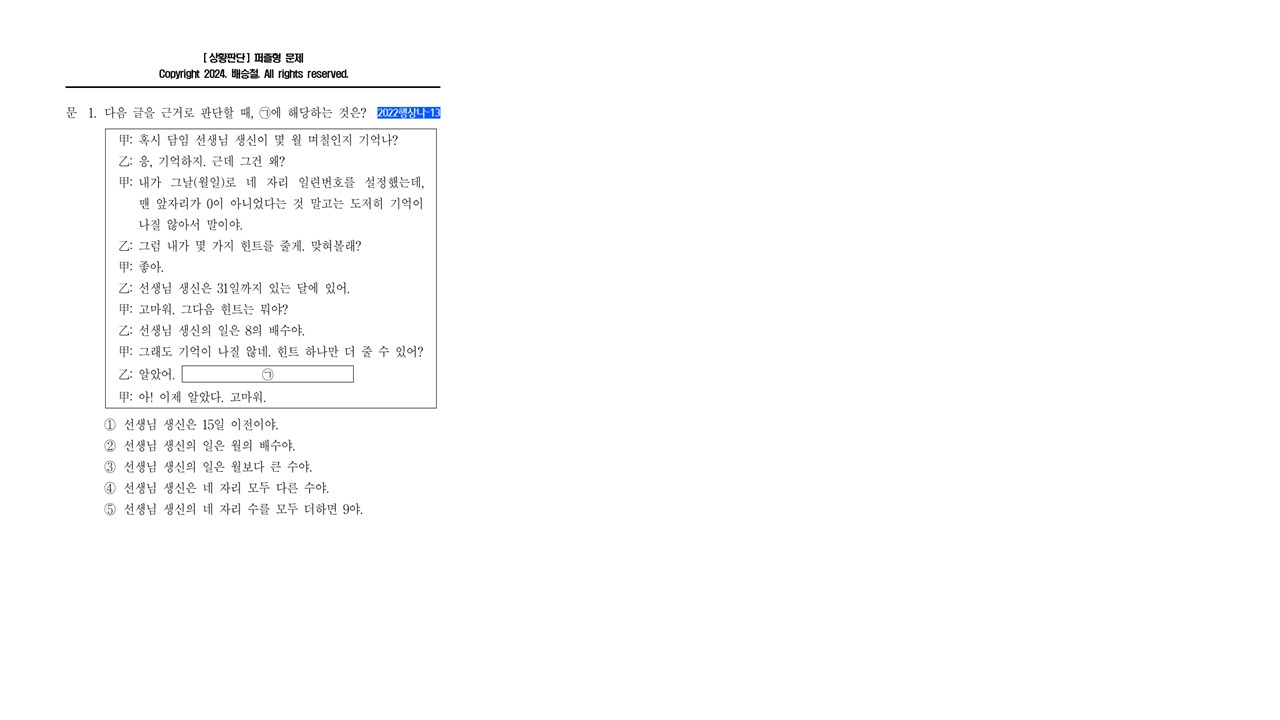 [상황판단] 퍼즐형 문제
Copyright 2024. 배승철. All rights reserved.
문 1. 다음 글을 근거로 판단할 때, ㉠에 해당하는 것은? 2022행상나-13
甲: 혹시 담임 선생님 생신이 몇 월 며칠인지 기억나?
乙: 응, 기억하지. 근데 그건 왜?
甲: 내가 그날(월일)로 네 자리 일련번호를 설정했는데,
맨 앞자리가 0이 아니었다는 것 말고는 도저히 기억이
나질 않아서 말이야.
乙: 그럼 내가 몇 가지 힌트를 줄게. 맞혀볼래?
甲: 좋아.
乙: 선생님 생신은 31일까지 있는 달에 있어.
甲: 고마워. 그다음 힌트는 뭐야?
乙: 선생님 생신의 일은 8의 배수야.
甲: 그래도 기억이 나질 않네. 힌트 하나만 더 줄 수 있어?
乙: 알았어. ㉠
甲: 아! 이제 알았다. 고마워.
① 선생님 생신은 15일 이전이야.
② 선생님 생신의 일은 월의 배수야.
③ 선생님 생신의 일은 월보다 큰 수야.
④ 선생님 생신은 네 자리 모두 다른 수야.
⑤ 선생님 생신의 네 자리 수를 모두 더하면 9야.